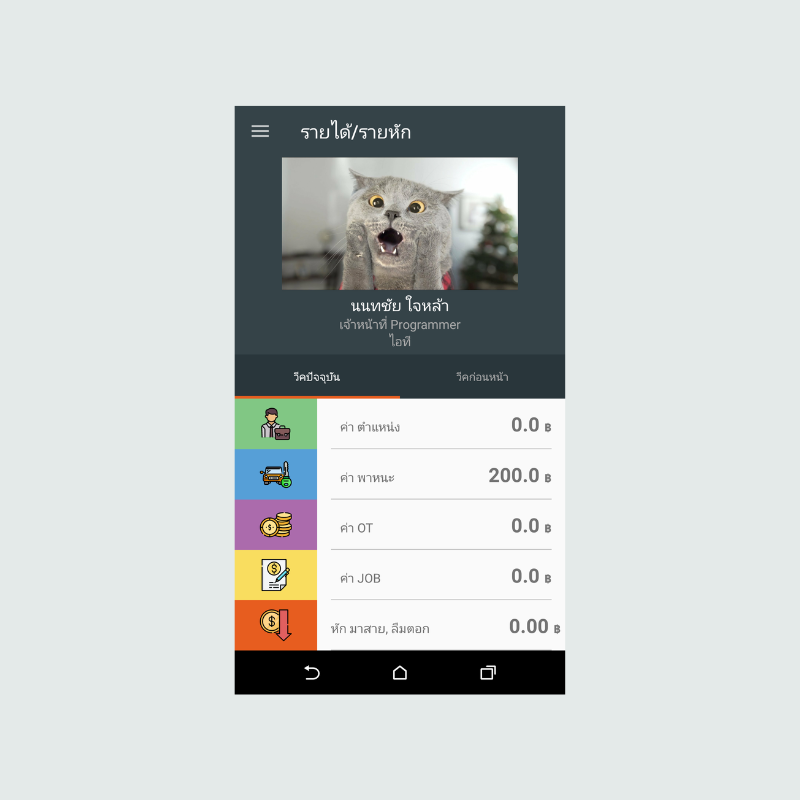 รายได้/รายหัก
นนทชัย ใจหล้า
เจ้าหน้าที่ Programmer
ไอที
วีคปัจจุบัน
วีคก่อนหน้า
ค่า ตำแหน่ง 0.0 ฿
ค่า พาหนะ 200.0 ฿
ค่า OT 0.0 ฿
ค่า JOB 0.0 ฿
หัก มาสาย, ลืมตอก 0.00 ฿